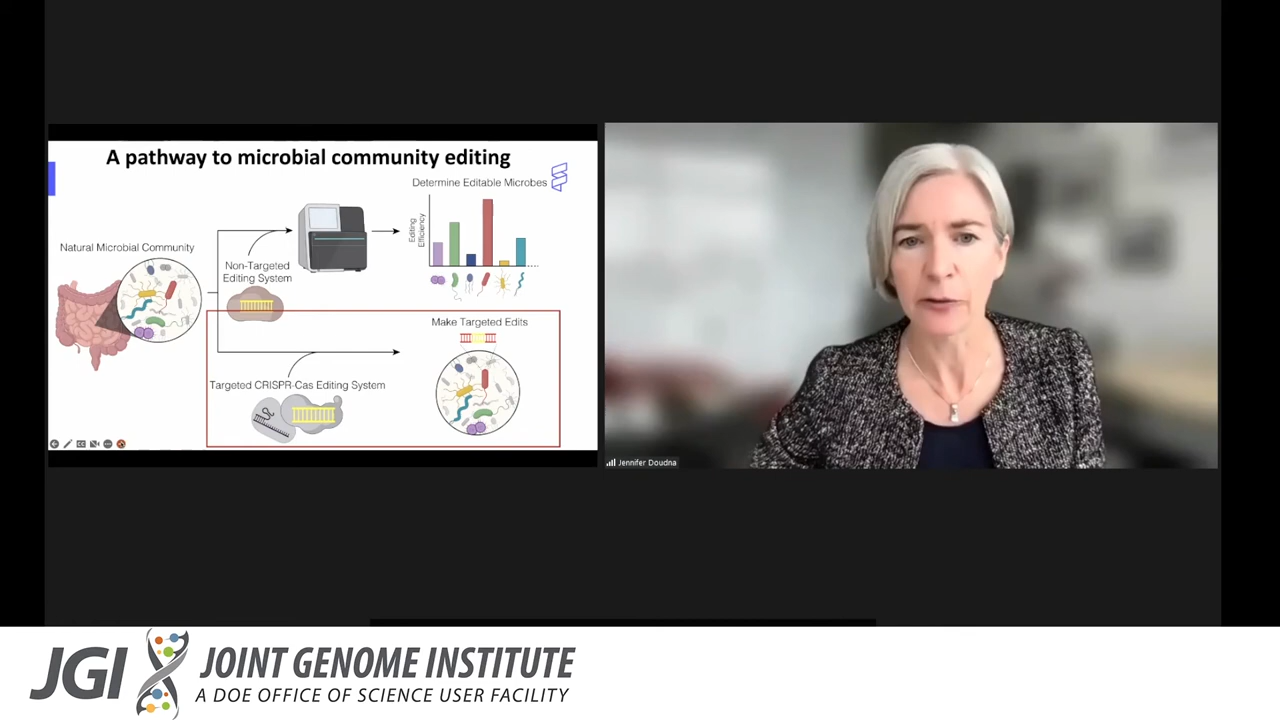 A pathway to microbial community editing
Determine Editable Microbes
Editing
Efficiency
Natural Microbial Community
Non-Targeted
Editing System
Make Targeted Edits
Targeted CRISPR-Cas Editing System
Jennifer Doudna
JGI JOINT GENOME INSTITUTE
A DOE OFFICE OF SCIENCE USER FACILITY